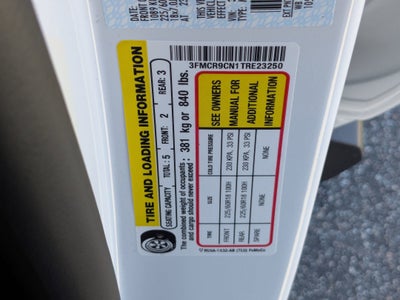 3FMCR9CN1TRE23250
TIRE AND LOADING INFORMATION
SEATING CAPACITY TOTAL: 5 FRONT: 2 REAR: 3
The combined weight of occupants
and cargo should never exceed : 381 kg or 840 lbs.
TIRE SIZE COLD TIRE PRESSURE
FRONT 225/60R18 100H 230 KPA, 33 PSI
REAR 225/60R18 100H 230 KPA, 33 PSI
SPARE NONE NONE
SEE OWNERS
MANUAL FOR
ADDITIONAL
INFORMATION